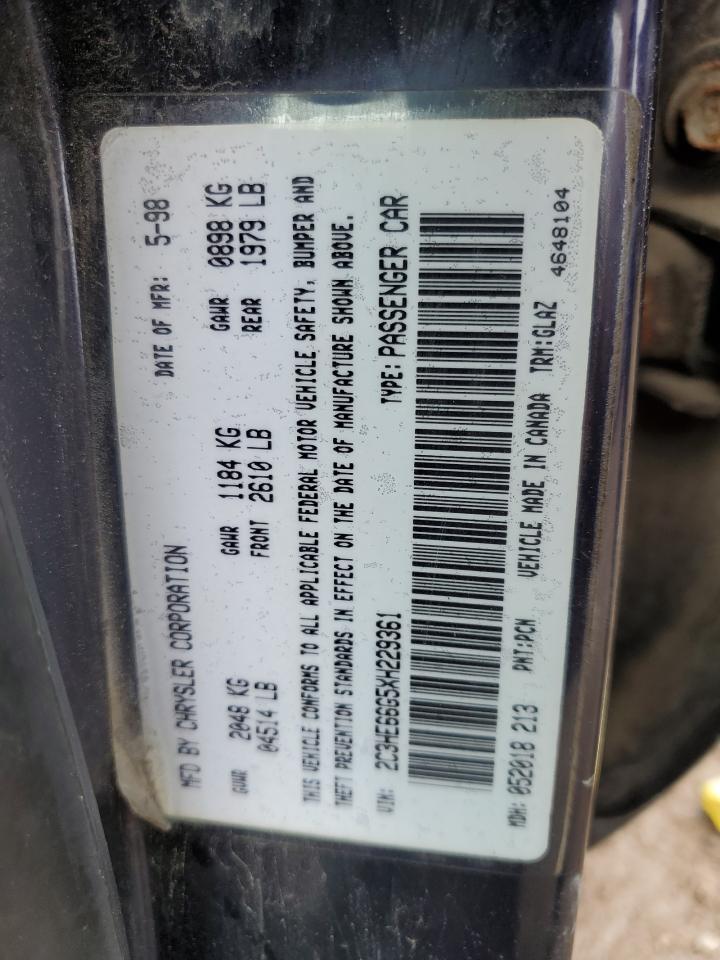 MFD BY CHRYSLER CORPORATION DATE OF MFR: 5-98
GVWR 2048 KG GAWR 1184 KG GAWR 0898 KG
04514 LB FRONT 2610 LB REAR 1979 LB
THIS VEHICLE CONFORMS TO ALL APPLICABLE FEDERAL MOTOR VEHICLE SAFETY, BUMPER AND
THEFT PREVENTION STANDARDS IN EFFECT ON THE DATE OF MANUFACTURE SHOWN ABOVE.
VIN: 2C3HE66G5XH229361 TYPE: PASSENGER CAR
MDH: 052018 213 PNT:PCN VEHICLE MADE IN CANADA TRM:GLAZ
4648104